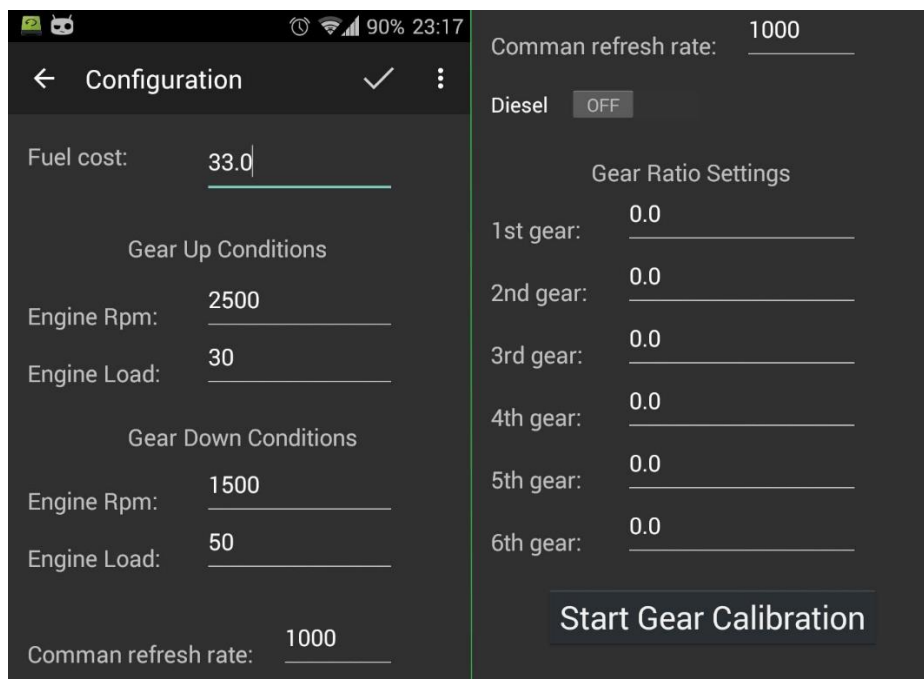 90% 23:17
Configuration
Fuel cost: 33.0
Gear Up Conditions
Engine Rpm: 2500
Engine Load: 30
Gear Down Conditions
Engine Rpm: 1500
Engine Load: 50
Comman refresh rate: 1000
Comman refresh rate: 1000
Diesel OFF
Gear Ratio Settings
1st gear: 0.0
2nd gear: 0.0
3rd gear: 0.0
4th gear: 0.0
5th gear: 0.0
6th gear: 0.0
Start Gear Calibration